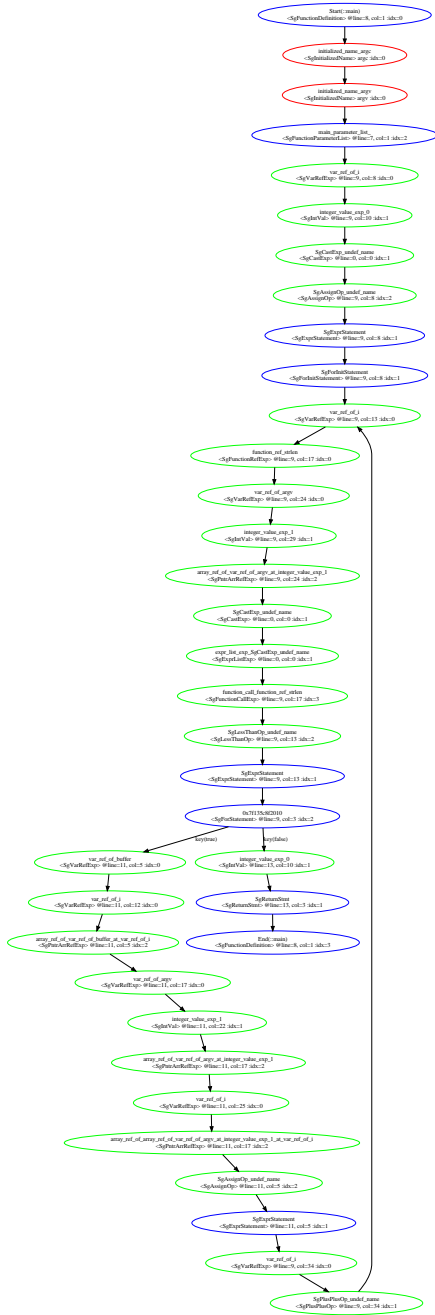 Start(::main)
<SgFunctionDefinition> @line=8, col=1 :idx=0
initialized_name_argc
<SgInitializedName> argc :idx=0
initialized_name_argv
<SgInitializedName> argv :idx=0
main_parameter_list_
<SgFunctionParameterList> @line=7, col=1 :idx=2
var_ref_of_i
<SgVarRefExp> @line=9, col=8 :idx=0
integer_value_exp_0
<SgIntVal> @line=9, col=10 :idx=1
SgCastExp_undef_name
<SgCastExp> @line=0, col=0 :idx=1
SgAssignOp_undef_name
<SgAssignOp> @line=9, col=8 :idx=2
SgExprStatement
<SgExprStatement> @line=9, col=8 :idx=1
SgForInitStatement
<SgForInitStatement> @line=9, col=8 :idx=1
var_ref_of_i
<SgVarRefExp> @line=9, col=13 :idx=0
function_ref_strlen
<SgFunctionRefExp> @line=9, col=17 :idx=0
var_ref_of_argv
<SgVarRefExp> @line=9, col=24 :idx=0
integer_value_exp_1
<SgIntVal> @line=9, col=29 :idx=1
array_ref_of_var_ref_of_argv_at_integer_value_exp_1
<SgPntrArrRefExp> @line=9, col=24 :idx=2
SgCastExp_undef_name
<SgCastExp> @line=0, col=0 :idx=1
expr_list_exp_SgCastExp_undef_name
<SgExprListExp> @line=0, col=0 :idx=1
function_call_function_ref_strlen
<SgFunctionCallExp> @line=9, col=17 :idx=3
SgLessThanOp_undef_name
<SgLessThanOp> @line=9, col=13 :idx=2
SgExprStatement
<SgExprStatement> @line=9, col=13 :idx=1
<SgForStatement> @line=9, col=3 :idx=2
key(true)
key(false)
var_ref_of_buffer
<SgVarRefExp> @line=11, col=5 :idx=0
integer_value_exp_0
<SgIntVal> @line=13, col=10 :idx=1
var_ref_of_i
<SgVarRefExp> @line=11, col=12 :idx=0
SgReturnStmt
<SgReturnStmt> @line=13, col=3 :idx=1
array_ref_of_var_ref_of_buffer_at_var_ref_of_i
<SgPntrArrRefExp> @line=11, col=5 :idx=2
End(::main)
<SgFunctionDefinition> @line=8, col=1 :idx=3
var_ref_of_argv
<SgVarRefExp> @line=11, col=17 :idx=0
integer_value_exp_1
<SgIntVal> @line=11, col=22 :idx=1
array_ref_of_var_ref_of_argv_at_integer_value_exp_1
<SgPntrArrRefExp> @line=11, col=17 :idx=2
var_ref_of_i
<SgVarRefExp> @line=11, col=25 :idx=0
array_ref_of_array_ref_of_var_ref_of_argv_at_integer_value_exp_1_at_var_ref_of_i
<SgPntrArrRefExp> @line=11, col=17 :idx=2
SgAssignOp_undef_name
<SgAssignOp> @line=11, col=5 :idx=2
SgExprStatement
<SgExprStatement> @line=11, col=5 :idx=1
var_ref_of_i
<SgVarRefExp> @line=9, col=34 :idx=0
SgPlusPlusOp_undef_name
<SgPlusPlusOp> @line=9, col=34 :idx=1